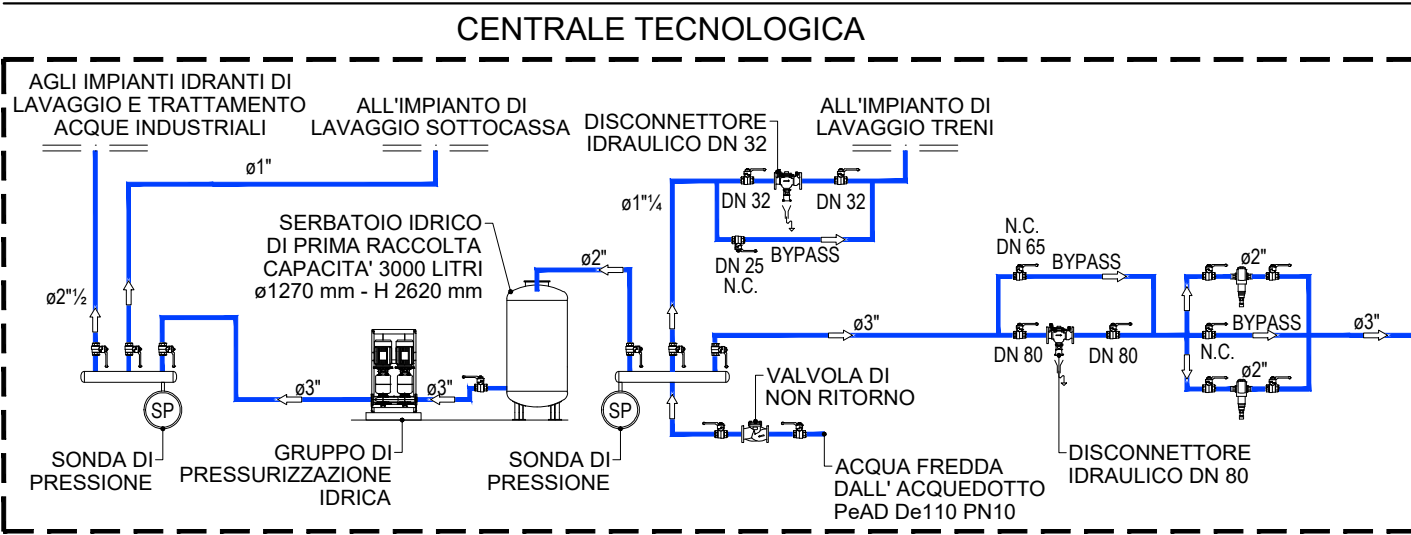 CENTRALE TECNOLOGICA
AGLI IMPIANTI IDRANTI DI
LAVAGGIO E TRATTAMENTO
ACQUE INDUSTRIALI
ALL'IMPIANTO DI
LAVAGGIO SOTTOCASSA
DISCONNETTORE
IDRAULICO DN 32
ALL'IMPIANTO DI
LAVAGGIO TRENI
ø1"
ø1"¼
DN 32
DN 32
SERBATOIO IDRICO
DI PRIMA RACCOLTA
CAPACITA' 3000 LITRI
ø1270 mm - H 2620 mm
ø2"
BYPASS
DN 25
N.C.
N.C.
DN 65
BYPASS
ø2"
ø2"½
ø3"
DN 80
DN 80
BYPASS
N.C.
ø3"
ø2"
ø3"
ø3"
VALVOLA DI
NON RITORNO
SP
SP
SONDA DI
PRESSIONE
GRUPPO DI
PRESSURIZZAZIONE
IDRICA
SONDA DI
PRESSIONE
ACQUA FREDDA
DALL' ACQUEDOTTO
PeAD De110 PN10
DISCONNETTORE
IDRAULICO DN 80